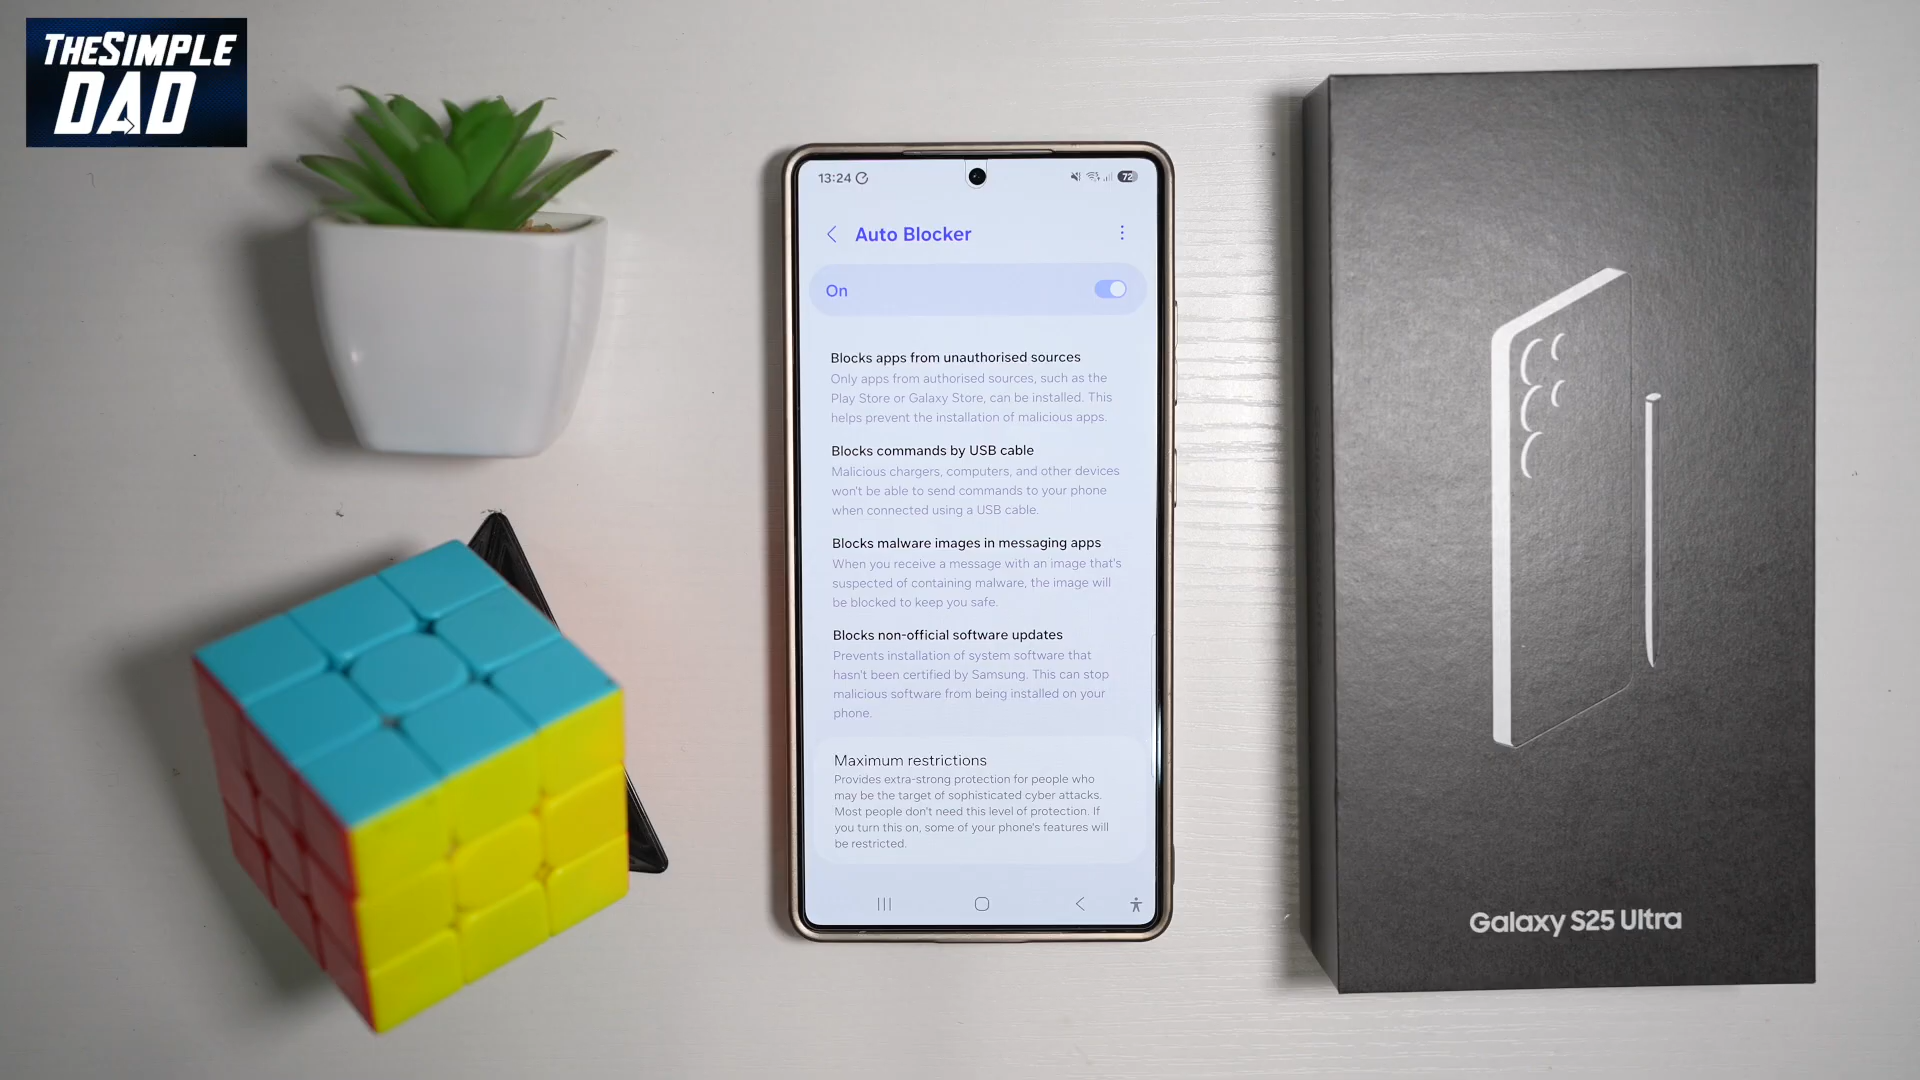 THESIMPLE
DAD
13:24
72
Auto Blocker
On
Blocks apps from unauthorised sources
Only apps from authorised sources, such as the
Play Store or Galaxy Store, can be installed. This
helps prevent the installation of malicious apps.
Blocks commands by USB cable
Malicious chargers, computers, and other devices
won't be able to send commands to your phone
when connected using a USB cable.
Blocks malware images in messaging apps
When you receive a message with an image that's
suspected of containing malware, the image will
be blocked to keep you safe.
Blocks non-official software updates
Prevents installation of system software that
hasn't been certified by Samsung. This can stop
malicious software from being installed on your
phone.
Maximum restrictions
Provides extra-strong protection for people who
may be the target of sophisticated cyber attacks.
Most people don't need this level of protection. If
you turn this on, some of your phone's features will
be restricted.
Galaxy S25 Ultra